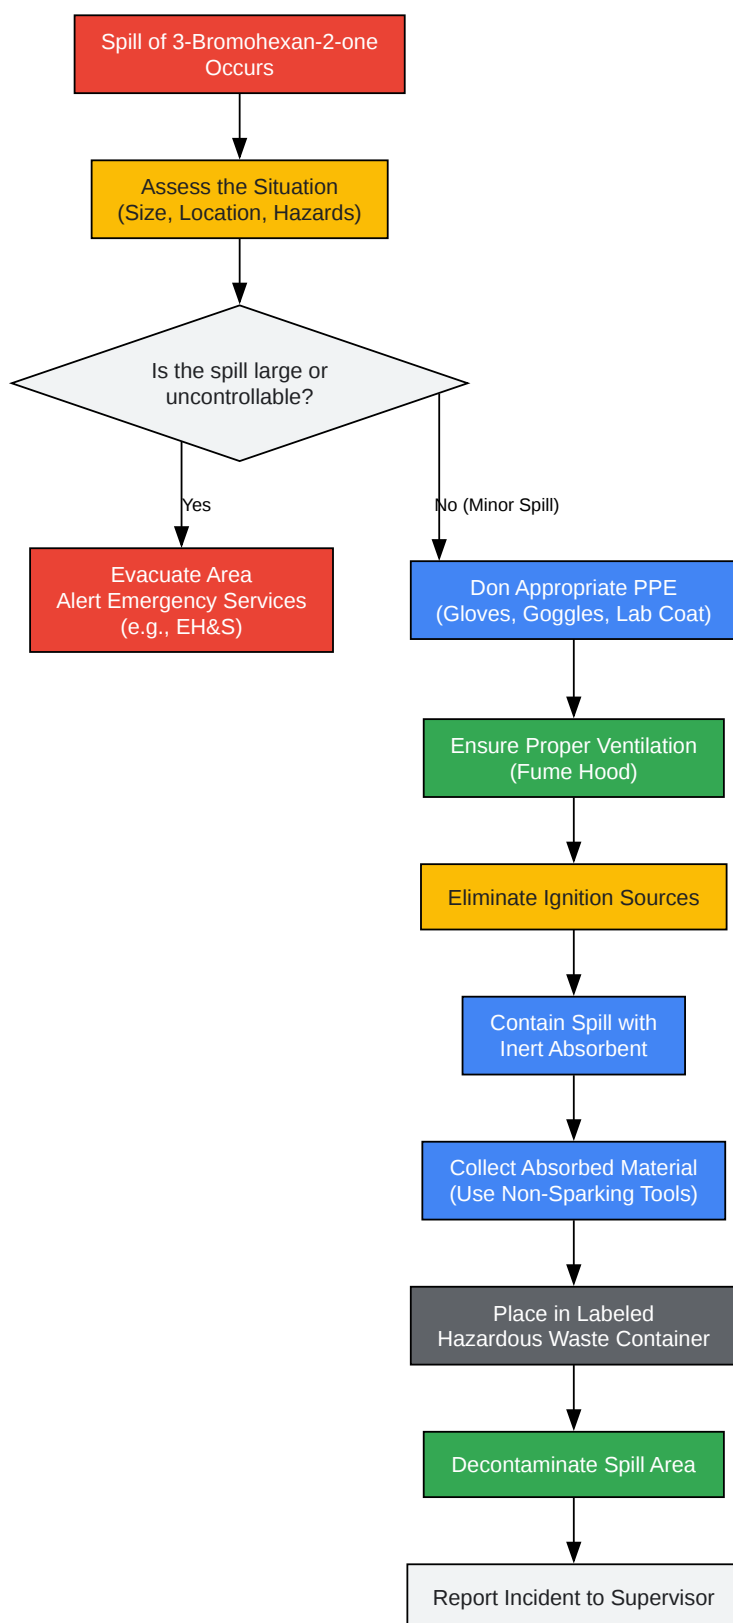 Spill of 3-Bromohexan-2-one
Occurs
Assess the Situation
(Size, Location, Hazards)
Is the spill large or
uncontrollable?
Yes
No (Minor Spill)
Evacuate Area
Alert Emergency Services
(e.g., EH&S)
Don Appropriate PPE
(Gloves, Goggles, Lab Coat)
Ensure Proper Ventilation
(Fume Hood)
Eliminate Ignition Sources
Contain Spill with
Inert Absorbent
Collect Absorbed Material
(Use Non-Sparking Tools)
Place in Labeled
Hazardous Waste Container
Decontaminate Spill Area
Report Incident to Supervisor